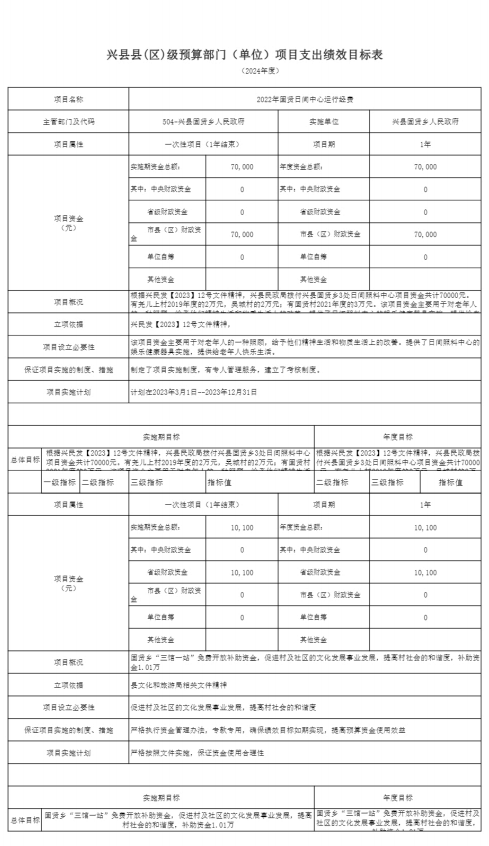 兴县县(区)级预算部门（单位）项目支出绩效目标表
（2024年度）
项目名称 2022年固贤日间中心运行经费
主管部门及代码 504-兴县固贤乡人民政府 实施单位 兴县固贤乡人民政府
项目属性 一次性项目（1年结束） 项目期 1年
项目资金
（元）
实施期资金总额： 70,000 年度资金总额： 70,000
其中：中央财政资金 0 其中：中央财政资金 0
省级财政资金 0 省级财政资金 0
市县（区）财政资金 70,000 市县（区）财政资金 70,000
单位自筹 0 单位自筹 0
其他资金 其他资金
项目概况
根据兴民发【2023】12号文件精神，兴县民政局拨付兴县固贤乡3处日间照料中心项目资金共计70000元。
有尧儿上村2019年度的2万元，吴城村的2万元；有固贤村2021年度的3万元。该项目资金主要用于对老年人
立项依据 兴民发【2023】12号文件精神，
项目设立必要性
该项目资金主要用于对老年人的一种照顾，给予他们精神生活和物质生活上的改善。提供了日间照料中心的
娱乐健康器具实施，提供给老年人快乐生活。
保证项目实施的制度、措施 制定了项目实施制度，有专人管理服务，建立了考核制度。
项目实施计划 计划在2023年3月1日--2023年12月31日
实施期目标 年度目标
总体目标
根据兴民发【2023】12号文件精神，兴县民政局拨付兴县固贤乡3处日间照料中心
项目资金共计70000元。有尧儿上村2019年度的2万元，吴城村的2万元；有固贤村
根据兴民发【2023】12号文件精神，兴县民政局拨
付兴县固贤乡3处日间照料中心项目资金共计70000
一级指标 二级指标 三级指标 指标值 二级指标 三级指标 指标值
项目属性 一次性项目（1年结束） 项目期 1年
项目资金
（元）
实施期资金总额： 10,100 年度资金总额： 10,100
其中：中央财政资金 0 其中：中央财政资金 0
省级财政资金 10,100 省级财政资金 10,100
市县（区）财政资金 0 市县（区）财政资金 0
单位自筹 0 单位自筹 0
其他资金 其他资金
项目概况
固贤乡“三馆一站”免费开放补助资金，促进村及社区的文化发展事业发展，提高村社会的和谐度，补助资
金1.01万
立项依据 县文化和旅游局相关文件精神
项目设立必要性 促进村及社区的文化发展事业发展，提高村社会的和谐度
保证项目实施的制度、措施 严格执行资金管理办法，专款专用，确保绩效目标如期实现，提高预算资金使用效益
项目实施计划 严格按照文件实施，保证资金使用合理性
实施期目标 年度目标
总体目标
固贤乡“三馆一站”免费开放补助资金，促进村及社区的文化发展事业发展，提高
村社会的和谐度，补助资金1.01万
固贤乡“三馆一站”免费开放补助资金，促进村及
社区的文化发展事业发展，提高村社会的和谐度，